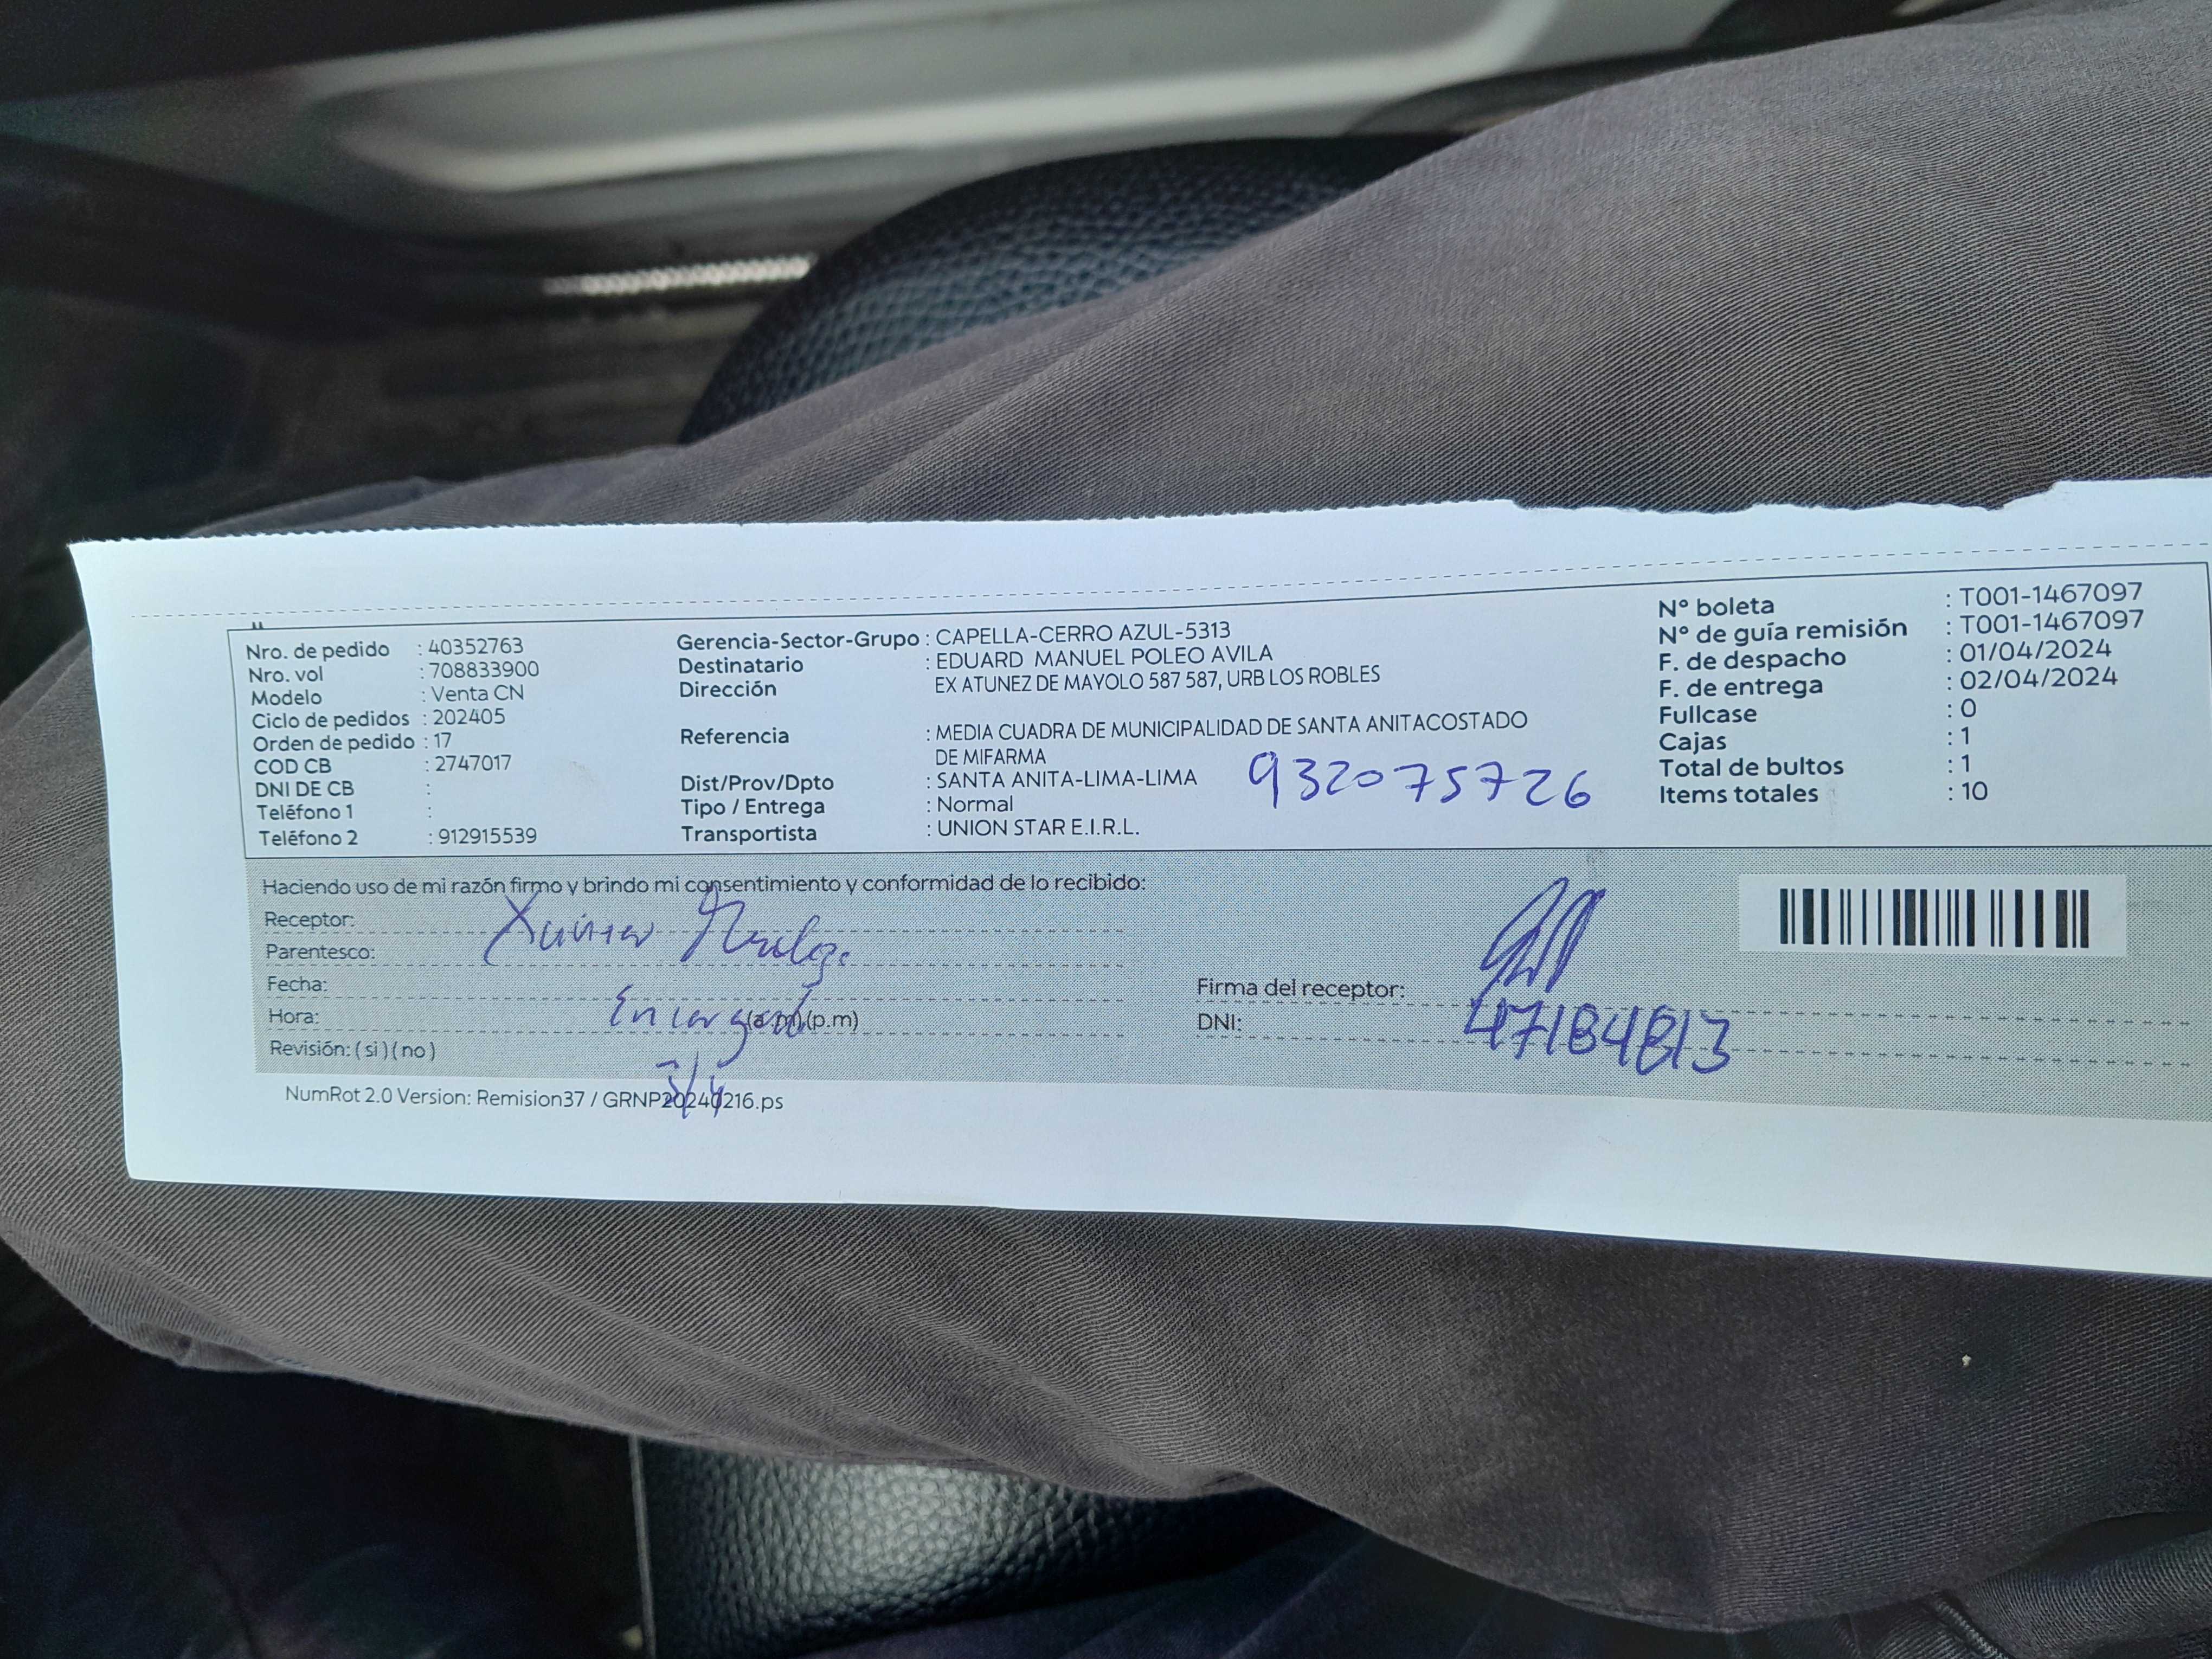 Nro. de pedido : 40352763
Nro. vol : 708833900
Modelo : Venta CN
Ciclo de pedidos : 202405
Orden de pedido : 17
COD CB : 2747017
DNI DE CB :
Teléfono 1 :
Teléfono 2 : 912915539
Gerencia-Sector-Grupo : CAPELLA-CERRO AZUL-5313
Destinatario : EDUARD MANUEL POLEO AVILA
Dirección EX ATUNEZ DE MAYOLO 587 587, URB LOS ROBLES
Referencia : MEDIA CUADRA DE MUNICIPALIDAD DE SANTA ANITACOSTADO
DE MIFARMA
Dist/Prov/Dpto : SANTA ANITA-LIMA-LIMA
932075726
Tipo / Entrega : Normal
Transportista : UNION STAR E.I.R.L.
N° boleta : T001-1467097
N° de guía remisión : T001-1467097
F. de despacho : 01/04/2024
F. de entrega : 02/04/2024
Fullcase : 0
Cajas : 1
Total de bultos : 1
Items totales : 10
Haciendo uso de mi razón firmo y brindo mi consentimiento y conformidad de lo recibido:
Receptor:
Parentesco:
Fecha:
Hora: (a.m)(p.m)
Encargado
Revisión: (si) (no)
3/4
Firma del receptor:
DNI: 47184813
NumRot 2.0 Version: Remision37 / GRNP20240216.ps